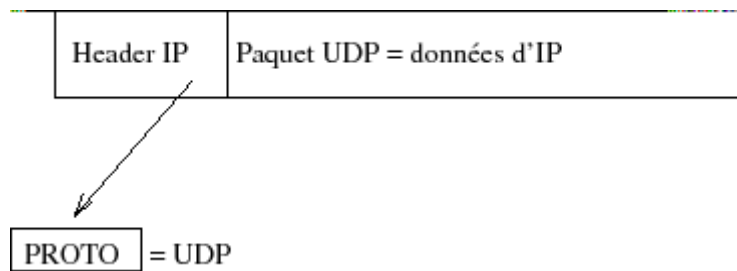 Header IP
Paquet UDP = données d'IP
PROTO = UDP